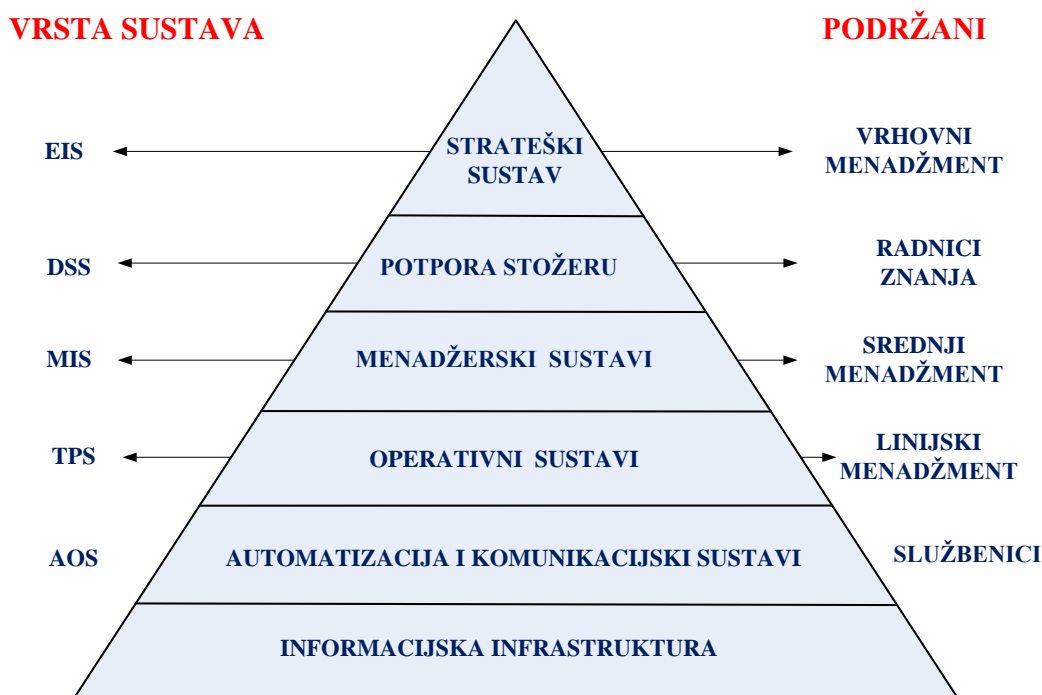 VRSTA SUSTAVA
PODRŽANI
EIS
STRATEŠKI
SUSTAV
VRHOVNI
MENADŽMENT
DSS
POTPORA STOŽERU
RADNICI
ZNANJA
MIS
MENADŽERSKI  SUSTAVI
SREDNJI
MENADŽMENT
TPS
OPERATIVNI  SUSTAVI
LINIJSKI
MENADŽMENT
AOS
AUTOMATIZACIJA I KOMUNIKACIJSKI SUSTAVI
SLUŽBENICI
INFORMACIJSKA INFRASTRUKTURA